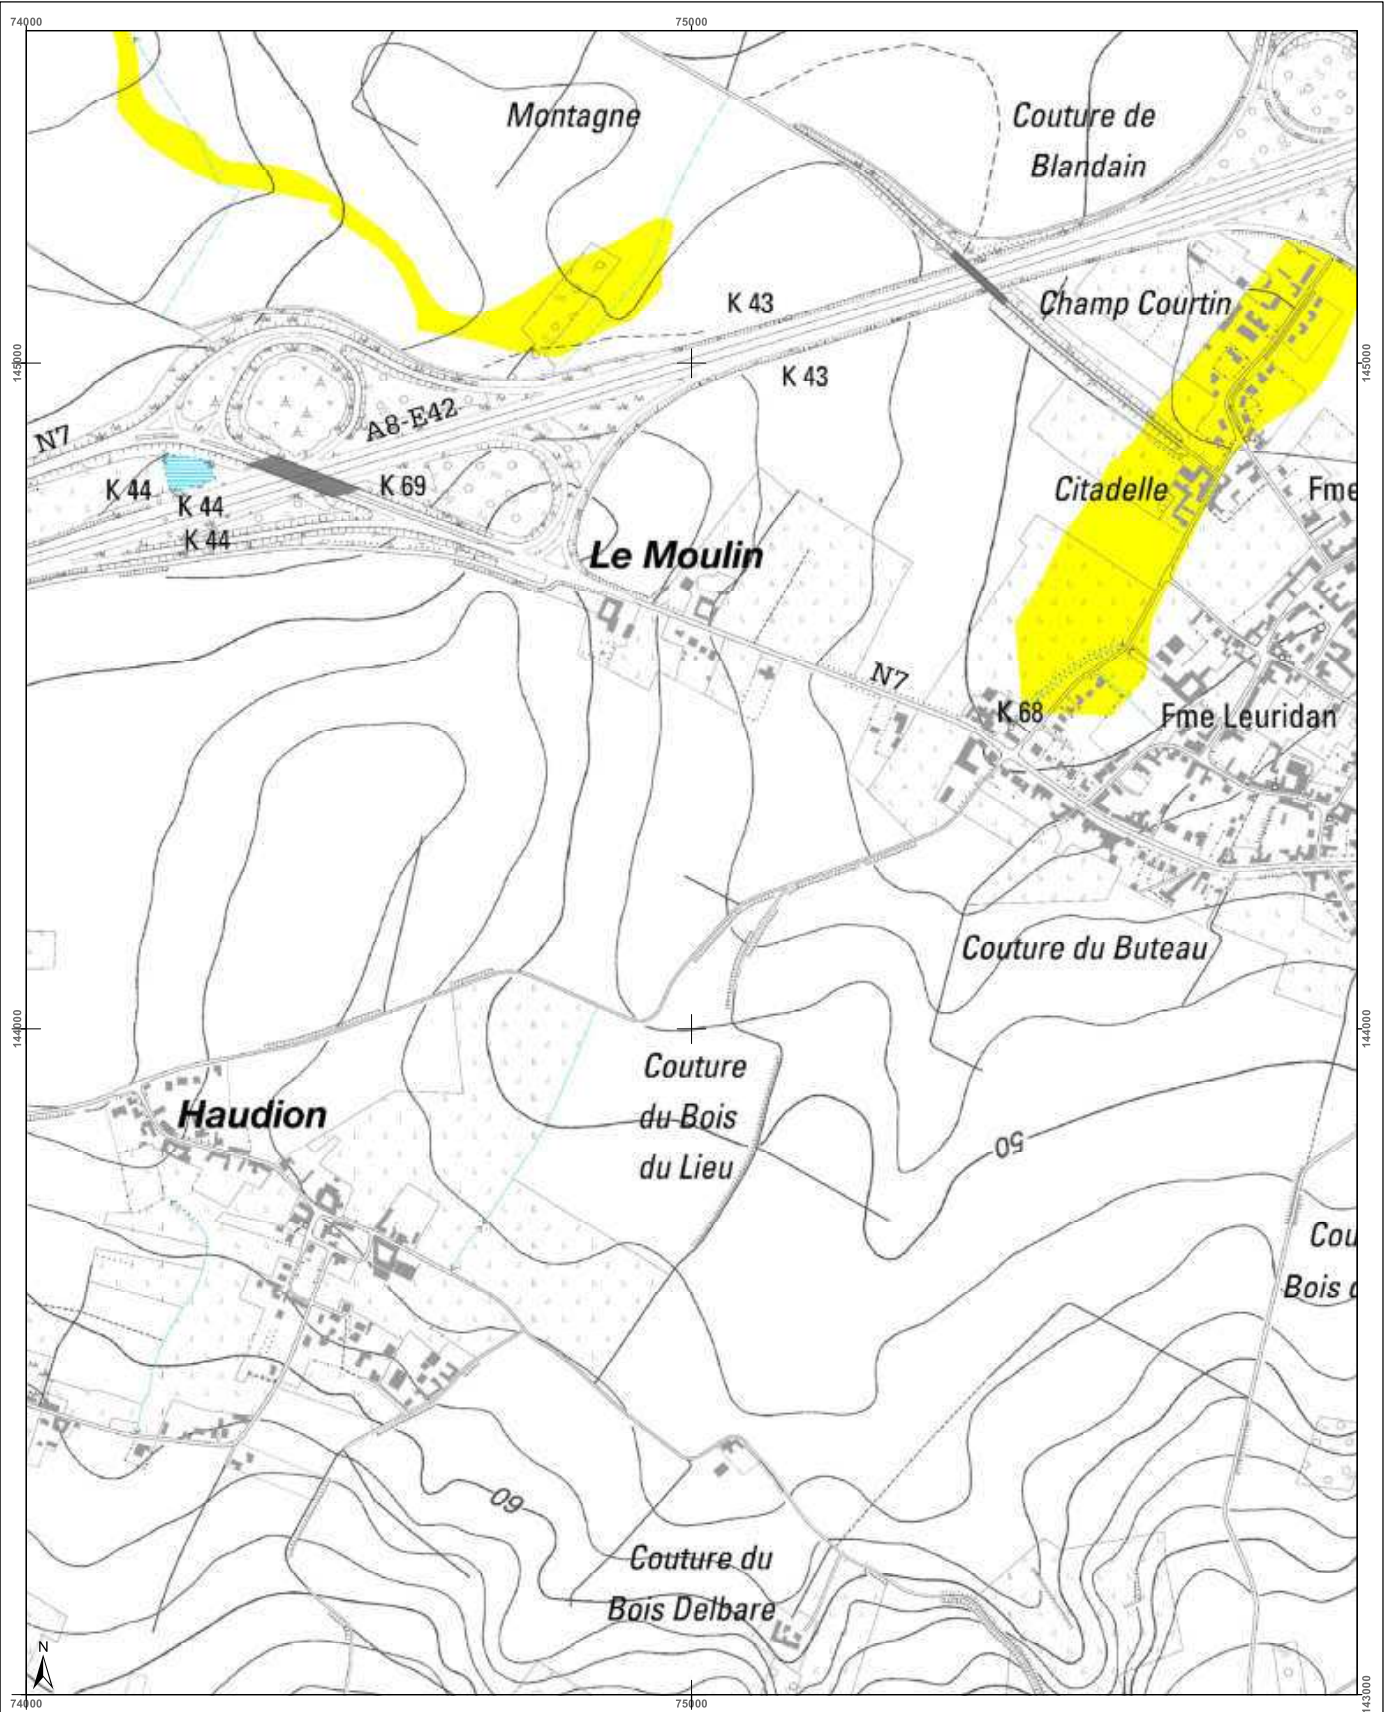 74000
75000
Montagne
Couture de
Blandain
K 43
Champ Courtin
145000
145000
K 43
A8-E42
N7
K 44
K 69
K 44
K 44
Citadelle
Fme
Le Moulin
N7
K 68
Fme Leuridan
Couture du Buteau
144000
144000
Couture
du Bois
du Lieu
Haudion
50
Cou
Bois d
60
Couture du
Bois Delbare
N
74000
75000
143000